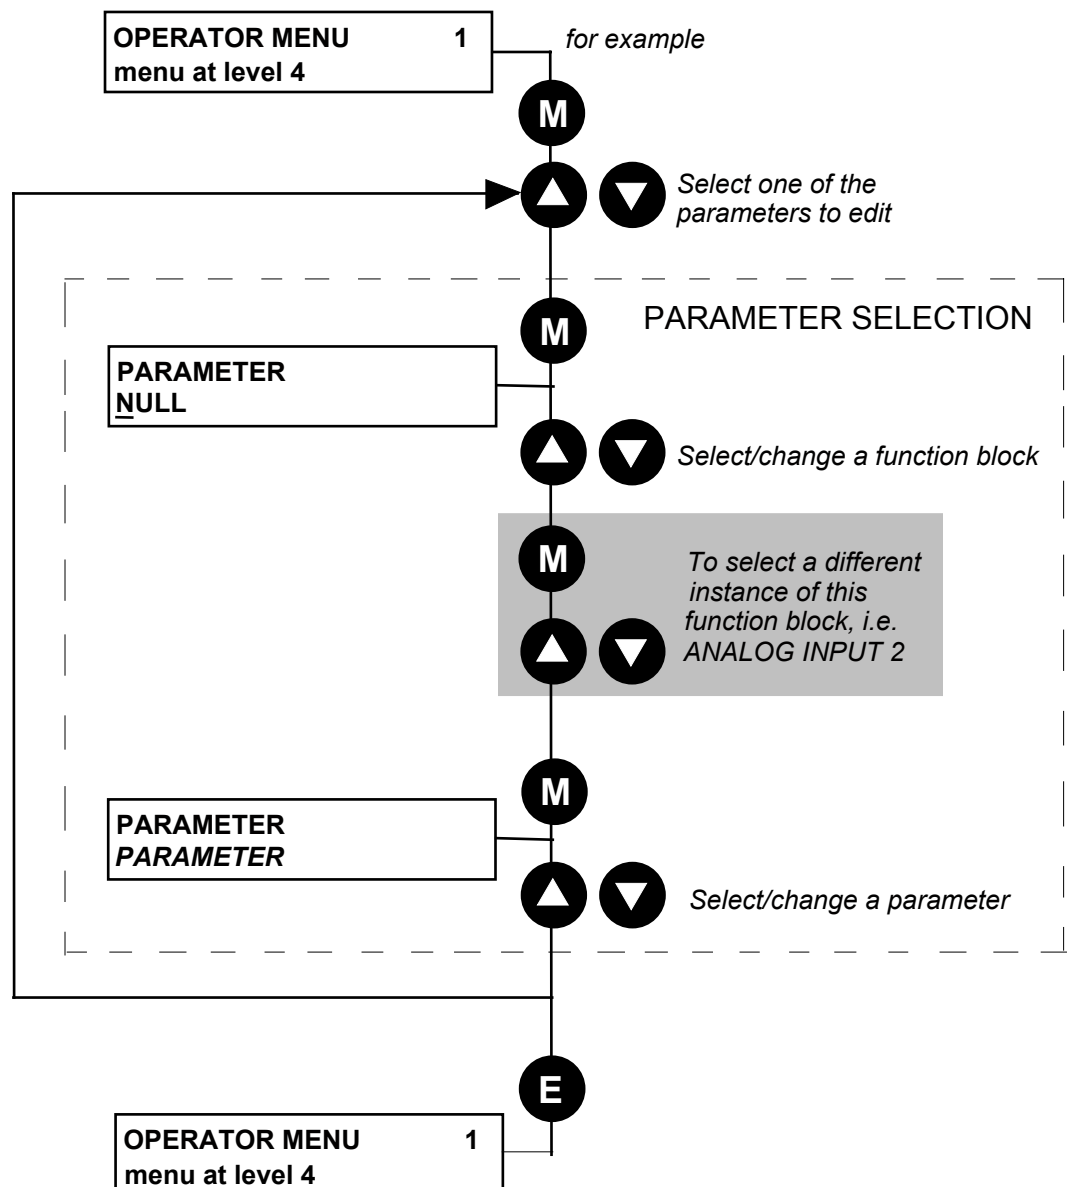 OPERATOR MENU 1
menu at level 4
for example
M
Select one of the
parameters to edit
PARAMETER SELECTION
M
PARAMETER
NULL
Select/change a function block
M
To select a different
instance of this
function block, i.e.
ANALOG INPUT 2
M
PARAMETER
PARAMETER
Select/change a parameter
E
OPERATOR MENU 1
menu at level 4